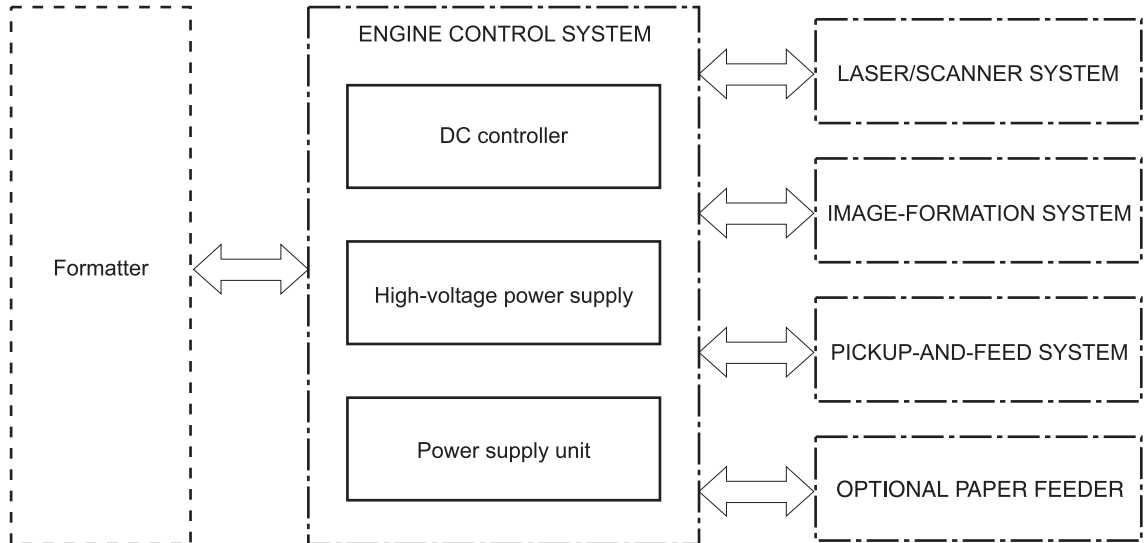 ENGINE CONTROL SYSTEM
DC controller
High-voltage power supply
Power supply unit
Formatter
LASER/SCANNER SYSTEM
IMAGE-FORMATION SYSTEM
PICKUP-AND-FEED SYSTEM
OPTIONAL PAPER FEEDER